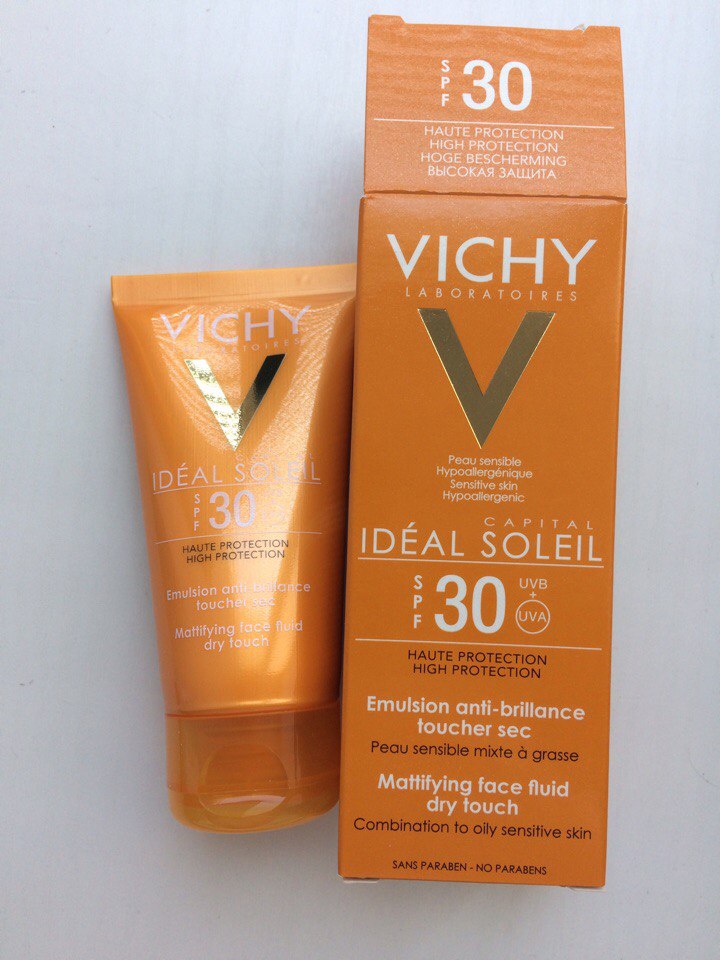 SPF 30
HAUTE PROTECTION
HIGH PROTECTION
HOGE BESCHERMING
ВЫСОКАЯ ЗАЩИТА
VICHY
LABORATOIRES
Peau sensible
Hypoallergénique
Sensitive skin
Hypoallergenic
CAPITAL
IDÉAL SOLEIL
SPF 30 UVB + UVA
HAUTE PROTECTION
HIGH PROTECTION
Emulsion anti-brillance
toucher sec
Peau sensible mixte à grasse
Mattifying face fluid
dry touch
Combination to oily sensitive skin
SANS PARABEN - NO PARABENS
VICHY
LABORATOIRES
IDÉAL SOLEIL
SPF 30
HAUTE PROTECTION
HIGH PROTECTION
Emulsion anti-brillance
toucher sec
Mattifying face fluid
dry touch